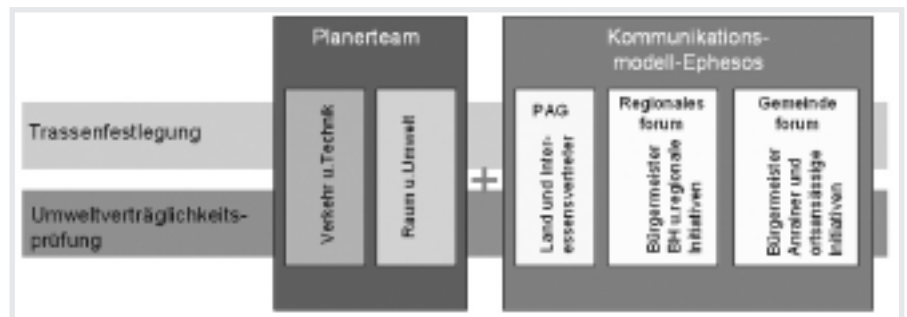 Planerteam
Kommunikations-
modell-Ephesos
Trassenfestlegung
Umweltverträglichkeits-
prüfung
Verkehr u.Technik
Raum u.Umwelt
+
PAG
Land und Inter-
essensvertreter
Regionales
forum
Bürgermeister
BH u.regionale
Initiativen
Gemeinde
forum
Bürgermeister
Anrainer und
ortsansässige
Initiativen